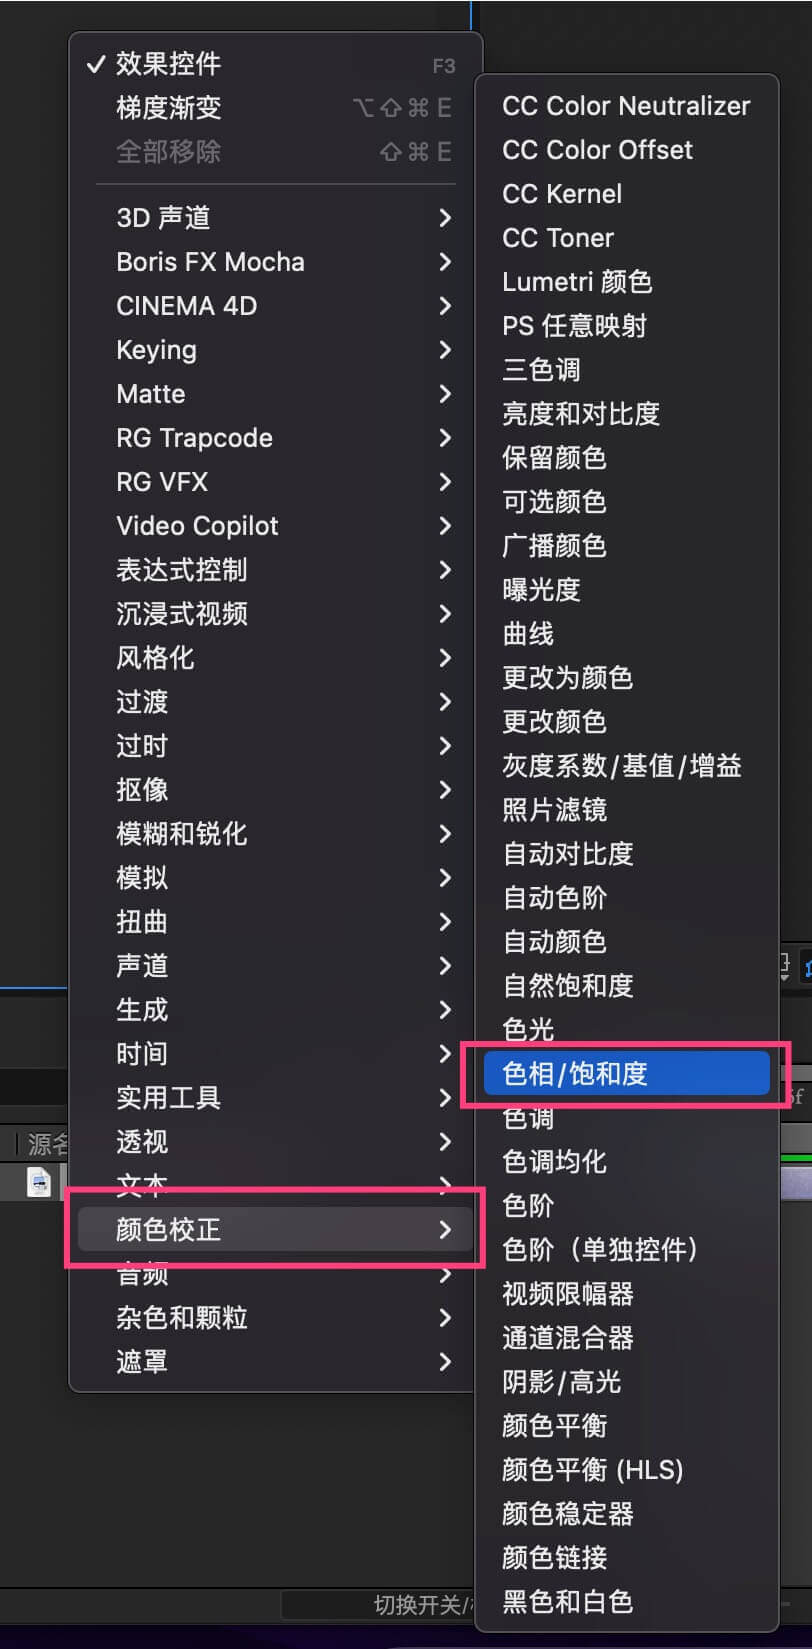 效果控件 F3
梯度渐变 ⌥⇧⌘E
全部移除 ⇧⌘E
3D 声道
Boris FX Mocha
CINEMA 4D
Keying
Matte
RG Trapcode
RG VFX
Video Copilot
表达式控制
沉浸式视频
风格化
过渡
过时
抠像
模糊和锐化
模拟
扭曲
声道
生成
时间
实用工具
透视
文本
颜色校正
音频
杂色和颗粒
遮罩
CC Color Neutralizer
CC Color Offset
CC Kernel
CC Toner
Lumetri 颜色
PS 任意映射
三色调
亮度和对比度
保留颜色
可选颜色
广播颜色
曝光度
曲线
更改为颜色
更改颜色
灰度系数/基值/增益
照片滤镜
自动对比度
自动色阶
自动颜色
自然饱和度
色光
色相/饱和度
色调
色调均化
色阶
色阶（单独控件）
视频限幅器
通道混合器
阴影/高光
颜色平衡
颜色平衡 (HLS)
颜色稳定器
颜色链接
黑色和白色
源名
切换开关/